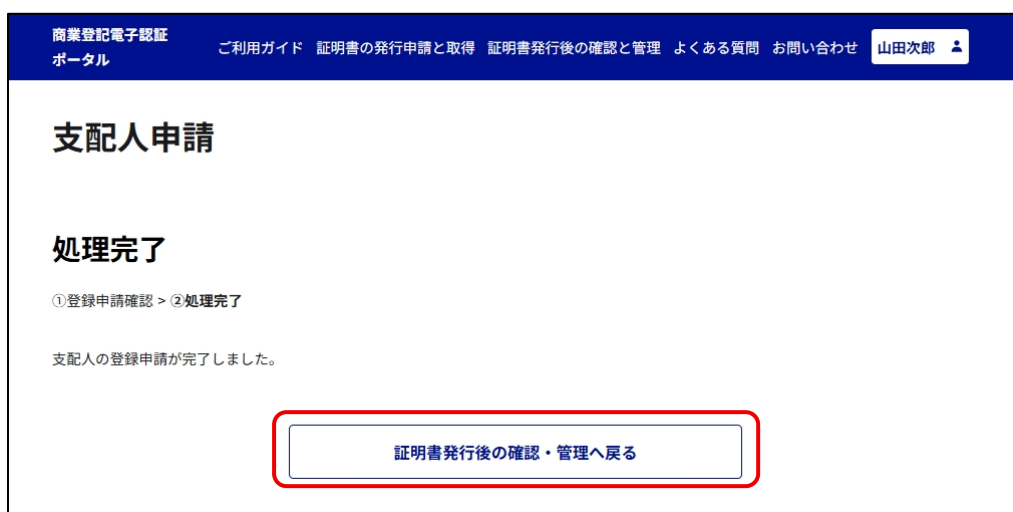 商業登記電子認証
ポータル
ご利用ガイド 証明書の発行申請と取得 証明書発行後の確認と管理 よくある質問 お問い合わせ 山田次郎
支配人申請
処理完了
①登録申請確認 > ②処理完了
支配人の登録申請が完了しました。
証明書発行後の確認・管理へ戻る